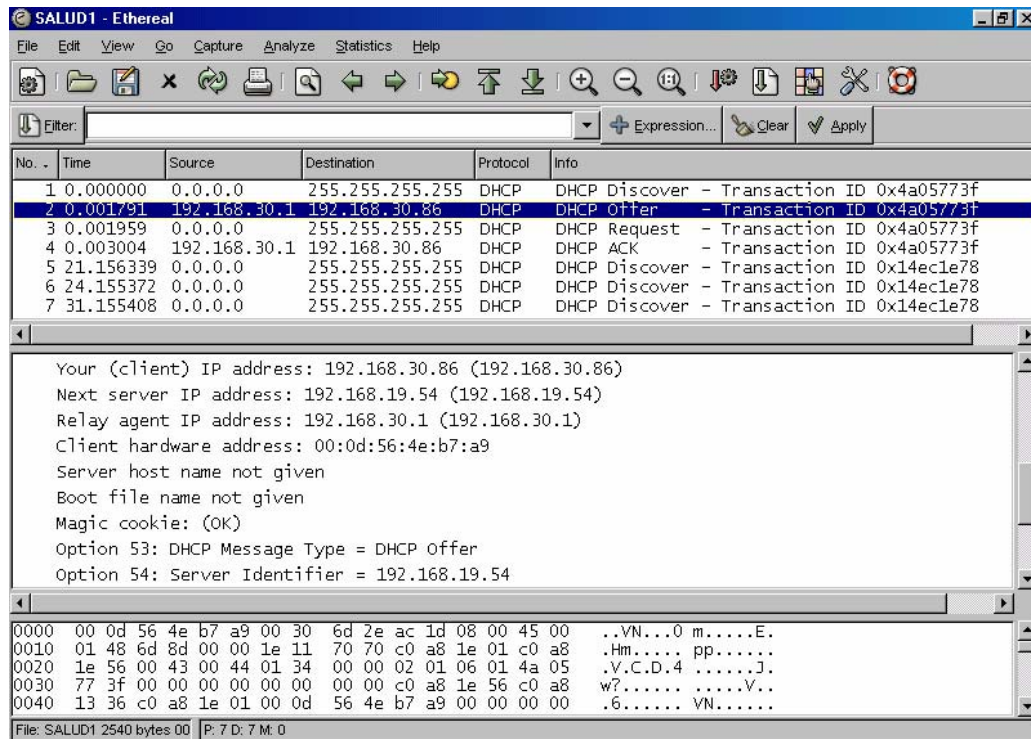 SALUD1 - Ethereal
File Edit View Go Capture Analyze Statistics Help
Filter: Expression... Clear Apply
No. . Time Source Destination Protocol Info
1 0.000000 0.0.0.0 255.255.255.255 DHCP DHCP Discover - Transaction ID 0x4a05773f
2 0.001791 192.168.30.1 192.168.30.86 DHCP DHCP Offer - Transaction ID 0x4a05773f
3 0.001959 0.0.0.0 255.255.255.255 DHCP DHCP Request - Transaction ID 0x4a05773f
4 0.003004 192.168.30.1 192.168.30.86 DHCP DHCP ACK - Transaction ID 0x4a05773f
5 21.156339 0.0.0.0 255.255.255.255 DHCP DHCP Discover - Transaction ID 0x14ec1e78
6 24.155372 0.0.0.0 255.255.255.255 DHCP DHCP Discover - Transaction ID 0x14ec1e78
7 31.155408 0.0.0.0 255.255.255.255 DHCP DHCP Discover - Transaction ID 0x14ec1e78
Your (client) IP address: 192.168.30.86 (192.168.30.86)
Next server IP address: 192.168.19.54 (192.168.19.54)
Relay agent IP address: 192.168.30.1 (192.168.30.1)
Client hardware address: 00:0d:56:4e:b7:a9
Server host name not given
Boot file name not given
Magic cookie: (OK)
Option 53: DHCP Message Type = DHCP Offer
Option 54: Server Identifier = 192.168.19.54
0000 00 0d 56 4e b7 a9 00 30 6d 2e ac 1d 08 00 45 00 ..VN...0 m.....E.
0010 01 48 6d 8d 00 00 1e 11 70 70 c0 a8 1e 01 c0 a8 .Hm..... pp......
0020 1e 56 00 43 00 44 01 34 00 00 02 01 06 01 4a 05 .V.C.D.4 ......J.
0030 77 3f 00 00 00 00 00 00 00 00 c0 a8 1e 56 c0 a8 w?...... .....V..
0040 13 36 c0 a8 1e 01 00 0d 56 4e b7 a9 00 00 00 00 .6...... VN......
File: SALUD1 2540 bytes 00 P: 7 D: 7 M: 0